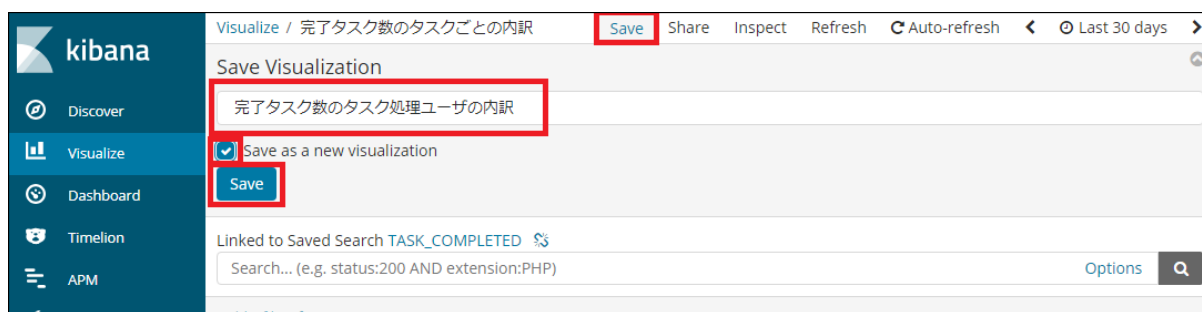 kibana
Discover
Visualize
Dashboard
Timelion
APM
Visualize / 完了タスク数のタスクごとの内訳 Save Share Inspect Refresh Auto-refresh Last 30 days
Save Visualization
完了タスク数のタスク処理ユーザの内訳
Save as a new visualization
Save
Linked to Saved Search TASK_COMPLETED
Search... (e.g. status:200 AND extension:PHP) Options